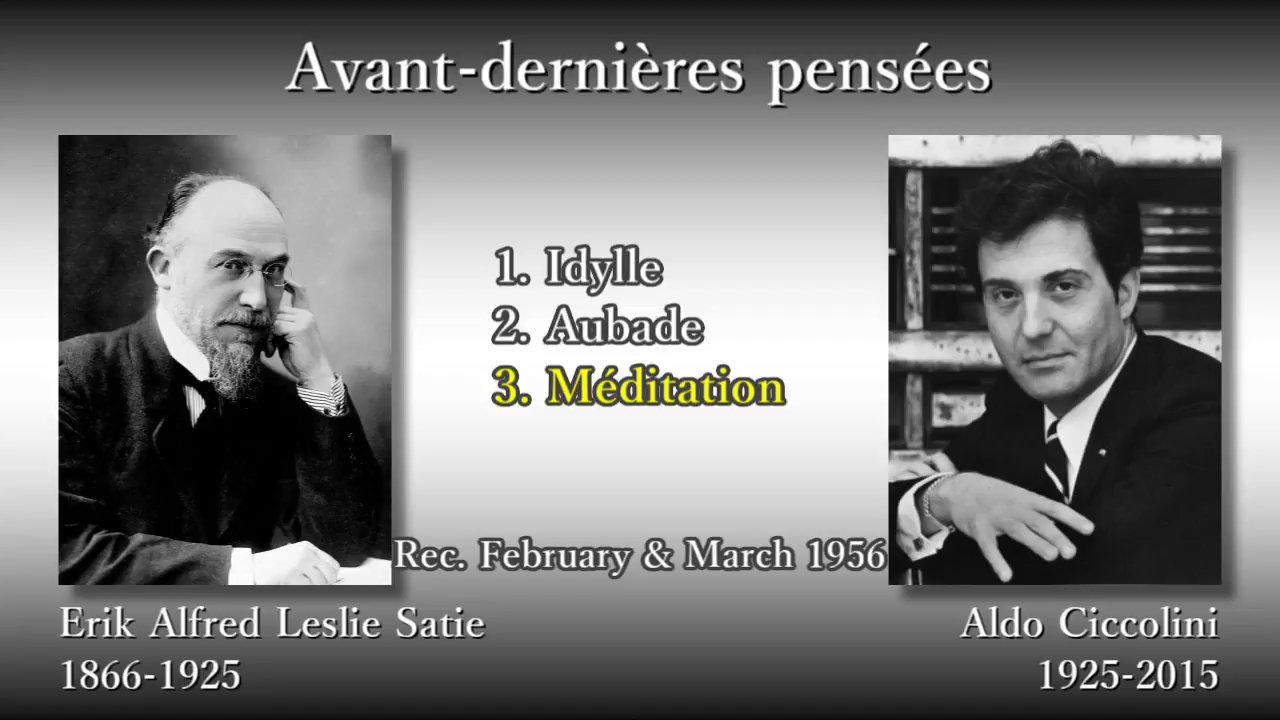 Avant-dernières pensées
1. Idylle
2. Aubade
3. Méditation
Rec. February & March 1956
Erik Alfred Leslie Satie
1866-1925
Aldo Ciccolini
1925-2015